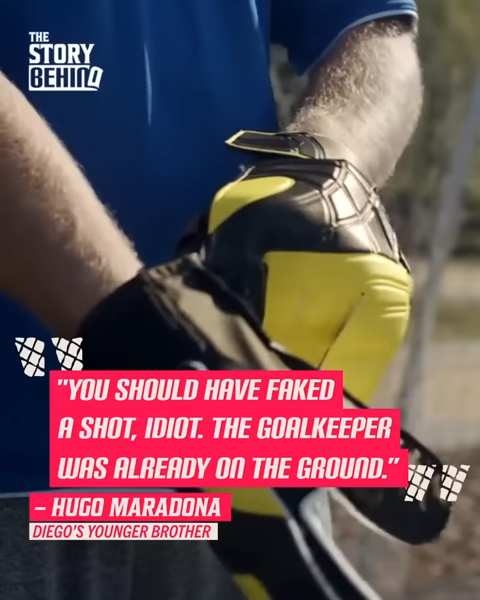 THE
STORY
BEHIND
"YOU SHOULD HAVE FAKED
A SHOT, IDIOT. THE GOALKEEPER
WAS ALREADY ON THE GROUND."
– HUGO MARADONA
DIEGO'S YOUNGER BROTHER